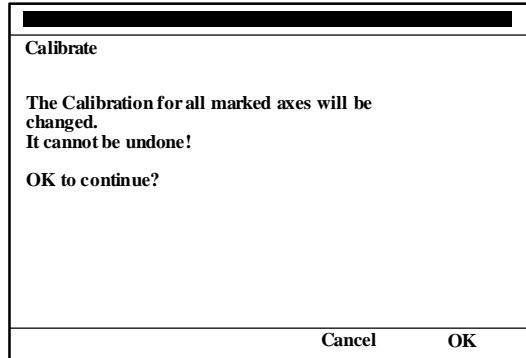 Calibrate
The Calibration for all marked axes will be
changed.
It cannot be undone!
OK to continue?
Cancel OK